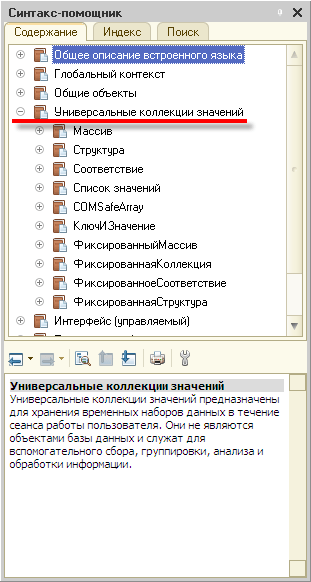 Синтакс-помощник
Содержание Индекс Поиск
Общее описание встроенного языка
Глобальный контекст
Общие объекты
Универсальные коллекции значений
Массив
Структура
Соответствие
Список значений
COMSafeArray
КлючИЗначение
ФиксированныйМассив
ФиксированнаяКоллекция
ФиксированноеСоответствие
ФиксированнаяСтруктура
Интерфейс (управляемый)
Универсальные коллекции значений
Универсальные коллекции значений предназначены
для хранения временных наборов данных в течение
сеанса работы пользователя. Они не являются
объектами базы данных и служат для
вспомогательного сбора, группировки, анализа и
обработки информации.